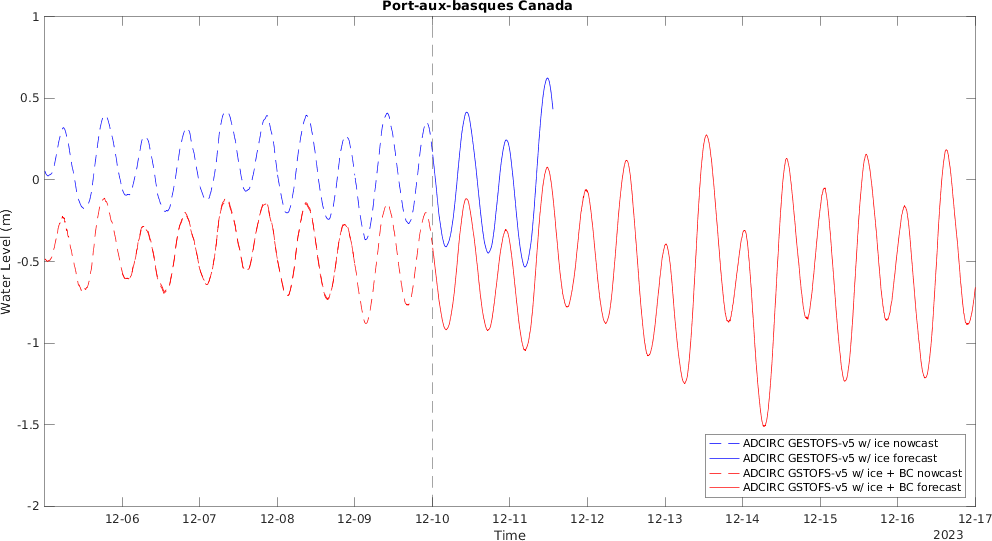 Port-aux-basques Canada
1
0.5
0
-0.5
-1
-1.5
-2
Water Level (m)
ADCIRC GESTOFS-v5 w/ ice nowcast
ADCIRC GESTOFS-v5 w/ ice forecast
ADCIRC GSTOFS-v5 w/ ice + BC nowcast
ADCIRC GSTOFS-v5 w/ ice + BC forecast
12-06 12-07 12-08 12-09 12-10 12-11 12-12 12-13 12-14 12-15 12-16 12-17
Time
2023